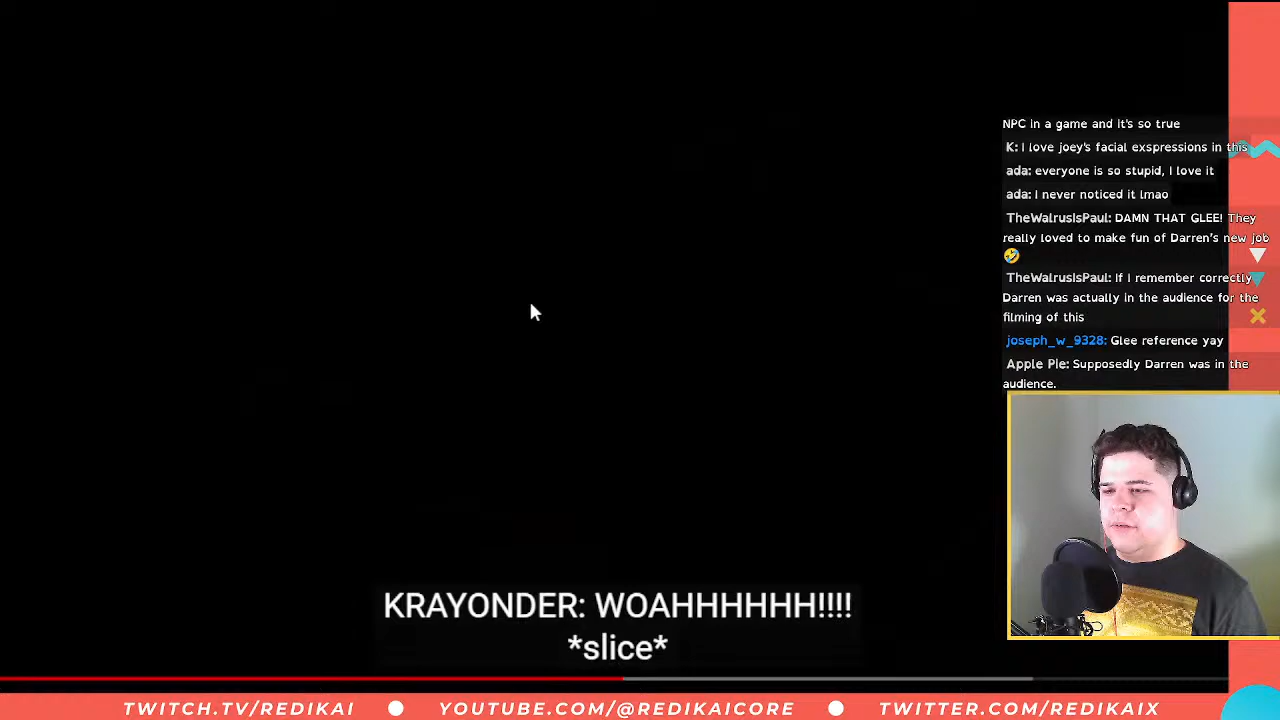 NPC in a game and it's so true
K: I love joey's facial exspressions in this
ada: everyone is so stupid, I love it
ada: I never noticed it lmao
TheWalrusIsPaul: DAMN THAT GLEE! They
really loved to make fun of Darren's new job
🤣
TheWalrusIsPaul: If I remember correctly
Darren was actually in the audience for the
filming of this
joseph_w_9328: Glee reference yay
Apple Pie: Supposedly Darren was in the
audience.
KRAYONDER: WOAHHHHHH!!!!
*slice*
TWITCH.TV/REDIKAI
YOUTUBE.COM/@REDIKAICORE
TWITTER.COM/REDIKAIX